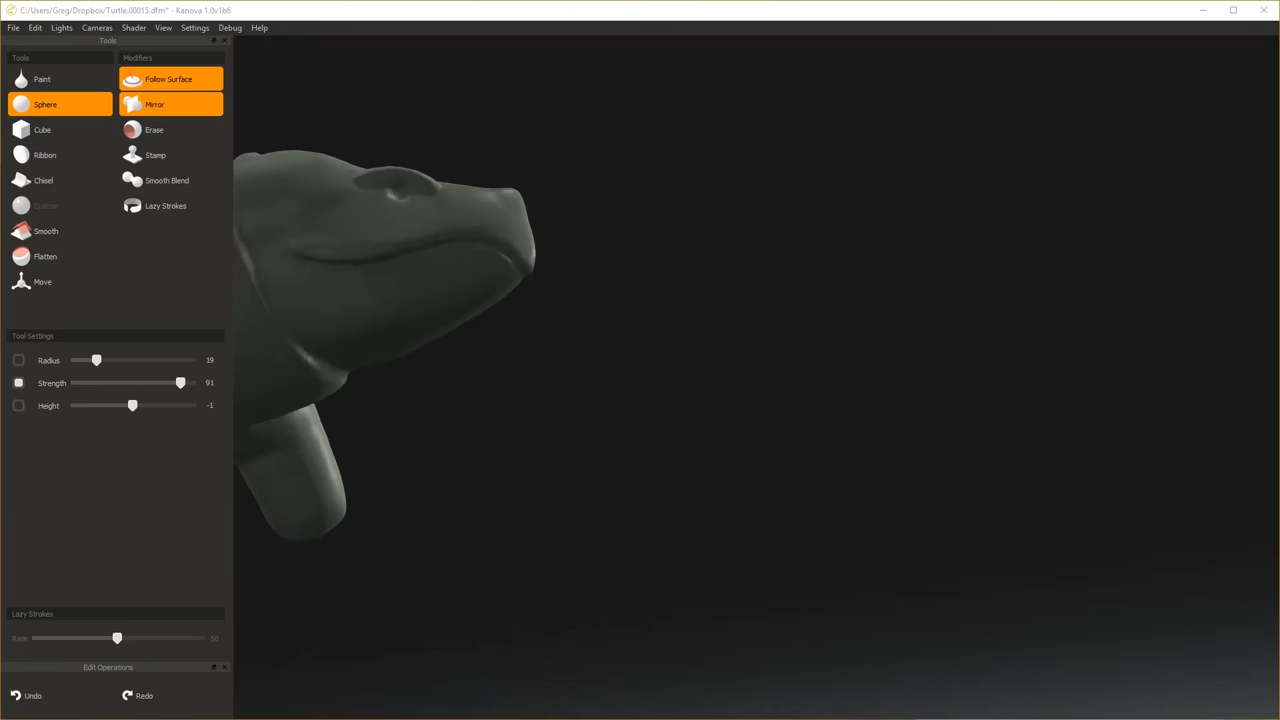 C:/Users/Greg/Dropbox/Turtle.00015.dfm* - Kanova 1.0v1b6
File Edit Lights Cameras Shader View Settings Debug Help
Tools
Tools Modifiers
Paint Follow Surface
Sphere Mirror
Cube Erase
Ribbon Stamp
Chisel Smooth Blend
Custom Lazy Strokes
Smooth
Flatten
Move
Tool Settings
Radius 19
Strength 91
Height -1
Lazy Strokes
Rate 50
Edit Operations
Undo Redo